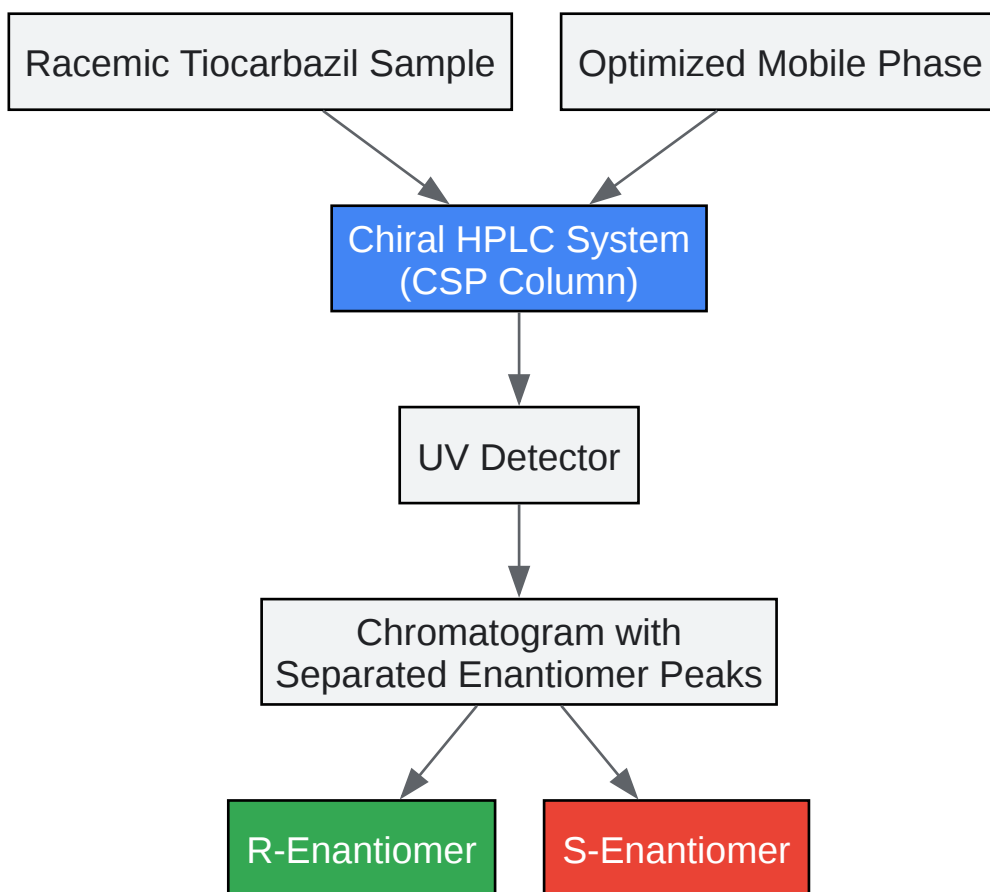 Racemic Tiocarbazil Sample
Optimized Mobile Phase
Chiral HPLC System
(CSP Column)
UV Detector
Chromatogram with
Separated Enantiomer Peaks
R-Enantiomer
S-Enantiomer